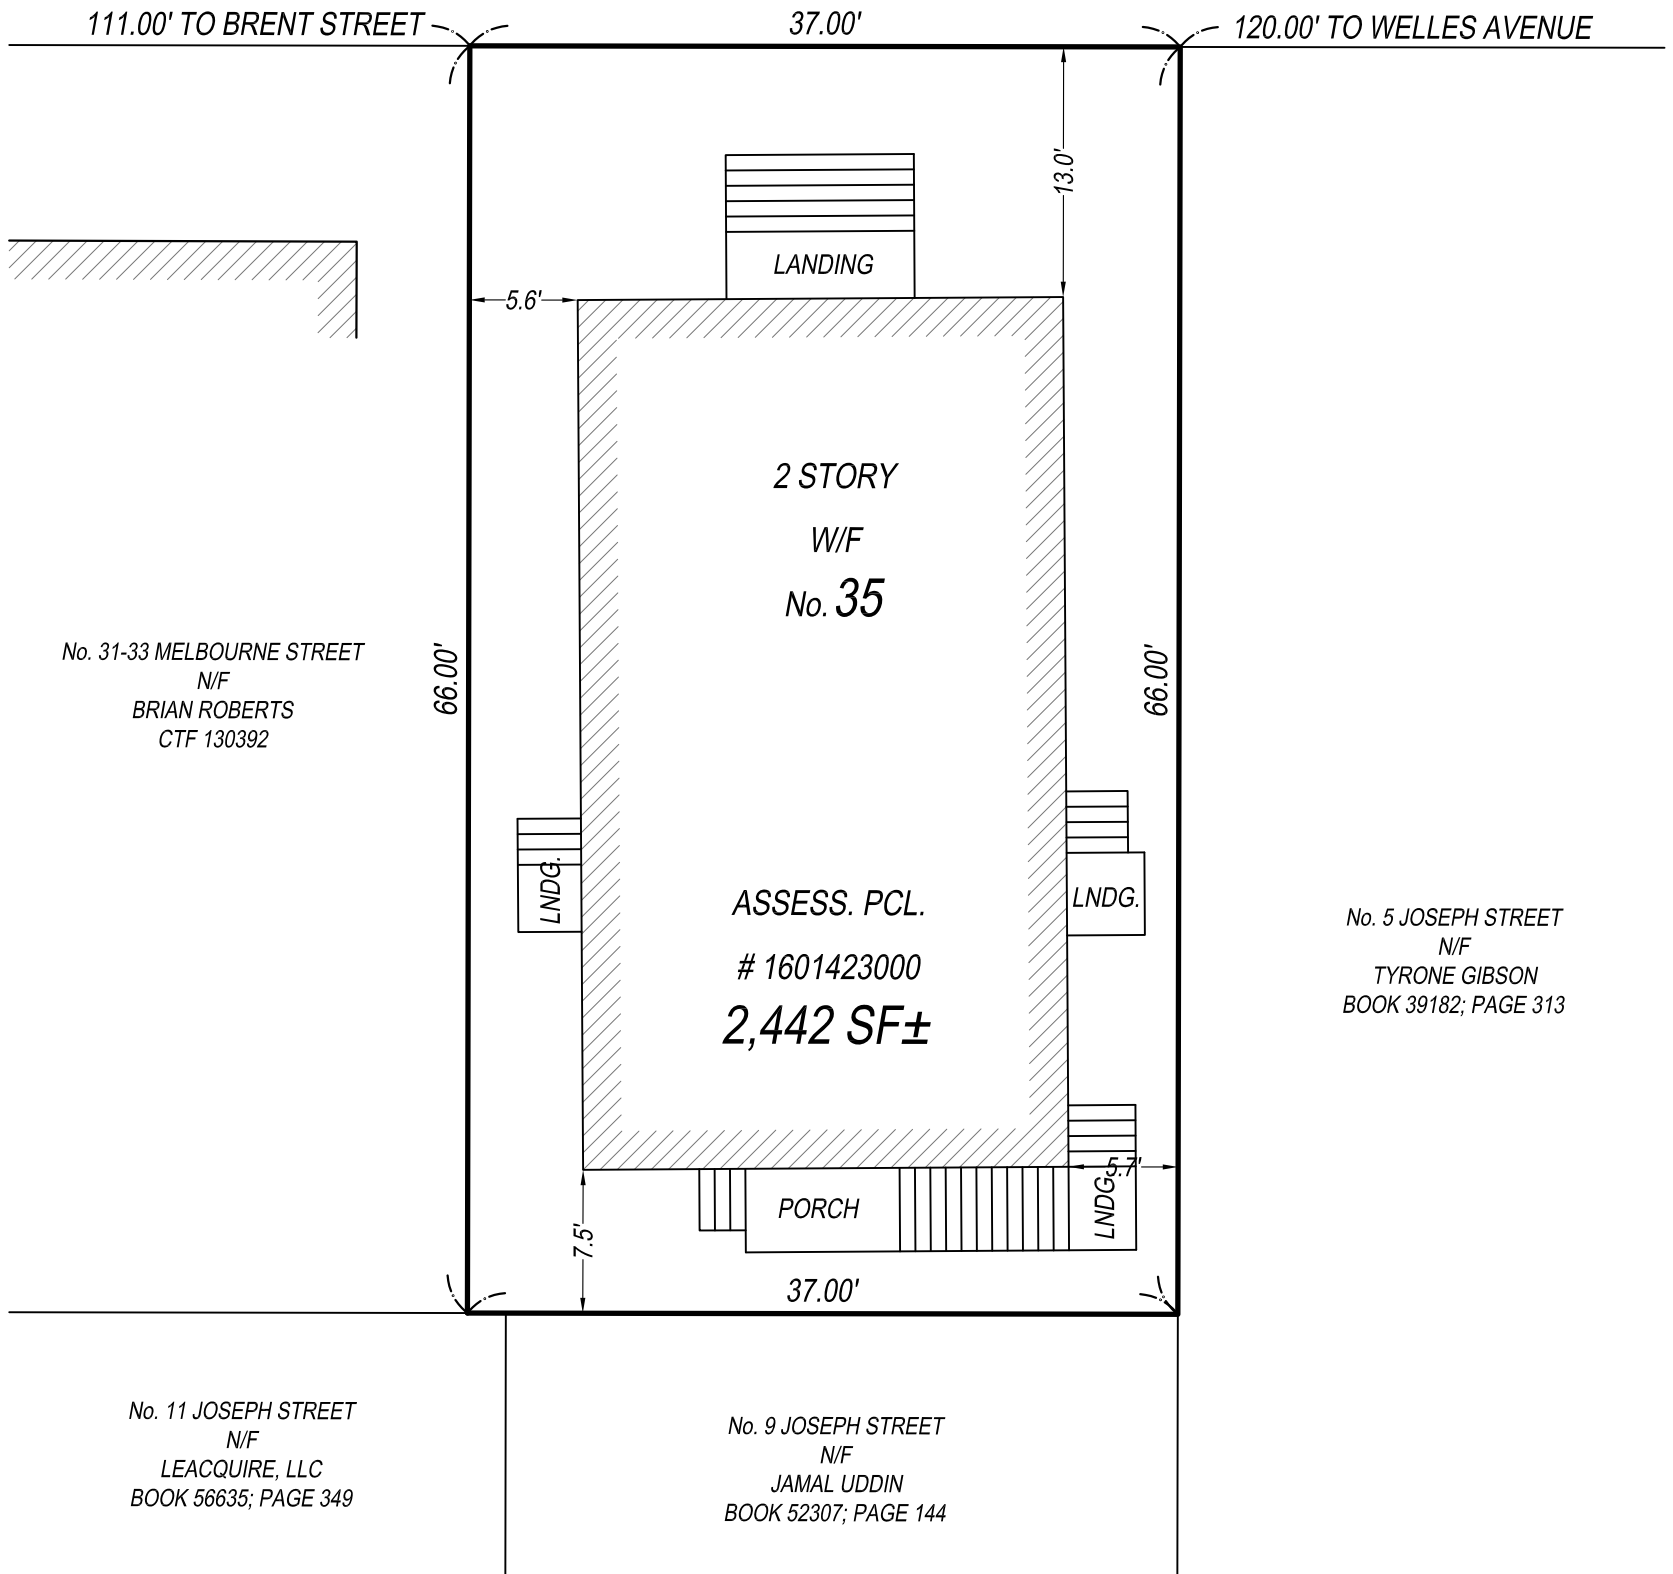 111.00' TO BRENT STREET
37.00'
120.00' TO WELLES AVENUE
13.0'
LANDING
5.6'
2 STORY
W/F
No. 35
No. 31-33 MELBOURNE STREET
N/F
BRIAN ROBERTS
CTF 130392
66.00'
66.00'
LNDG.
ASSESS. PCL.
# 1601423000
2,442 SF±
LNDG.
No. 5 JOSEPH STREET
N/F
TYRONE GIBSON
BOOK 39182; PAGE 313
5.7'
PORCH
LNDG.
7.5'
37.00'
No. 11 JOSEPH STREET
N/F
LEACQUIRE, LLC
BOOK 56635; PAGE 349
No. 9 JOSEPH STREET
N/F
JAMAL UDDIN
BOOK 52307; PAGE 144